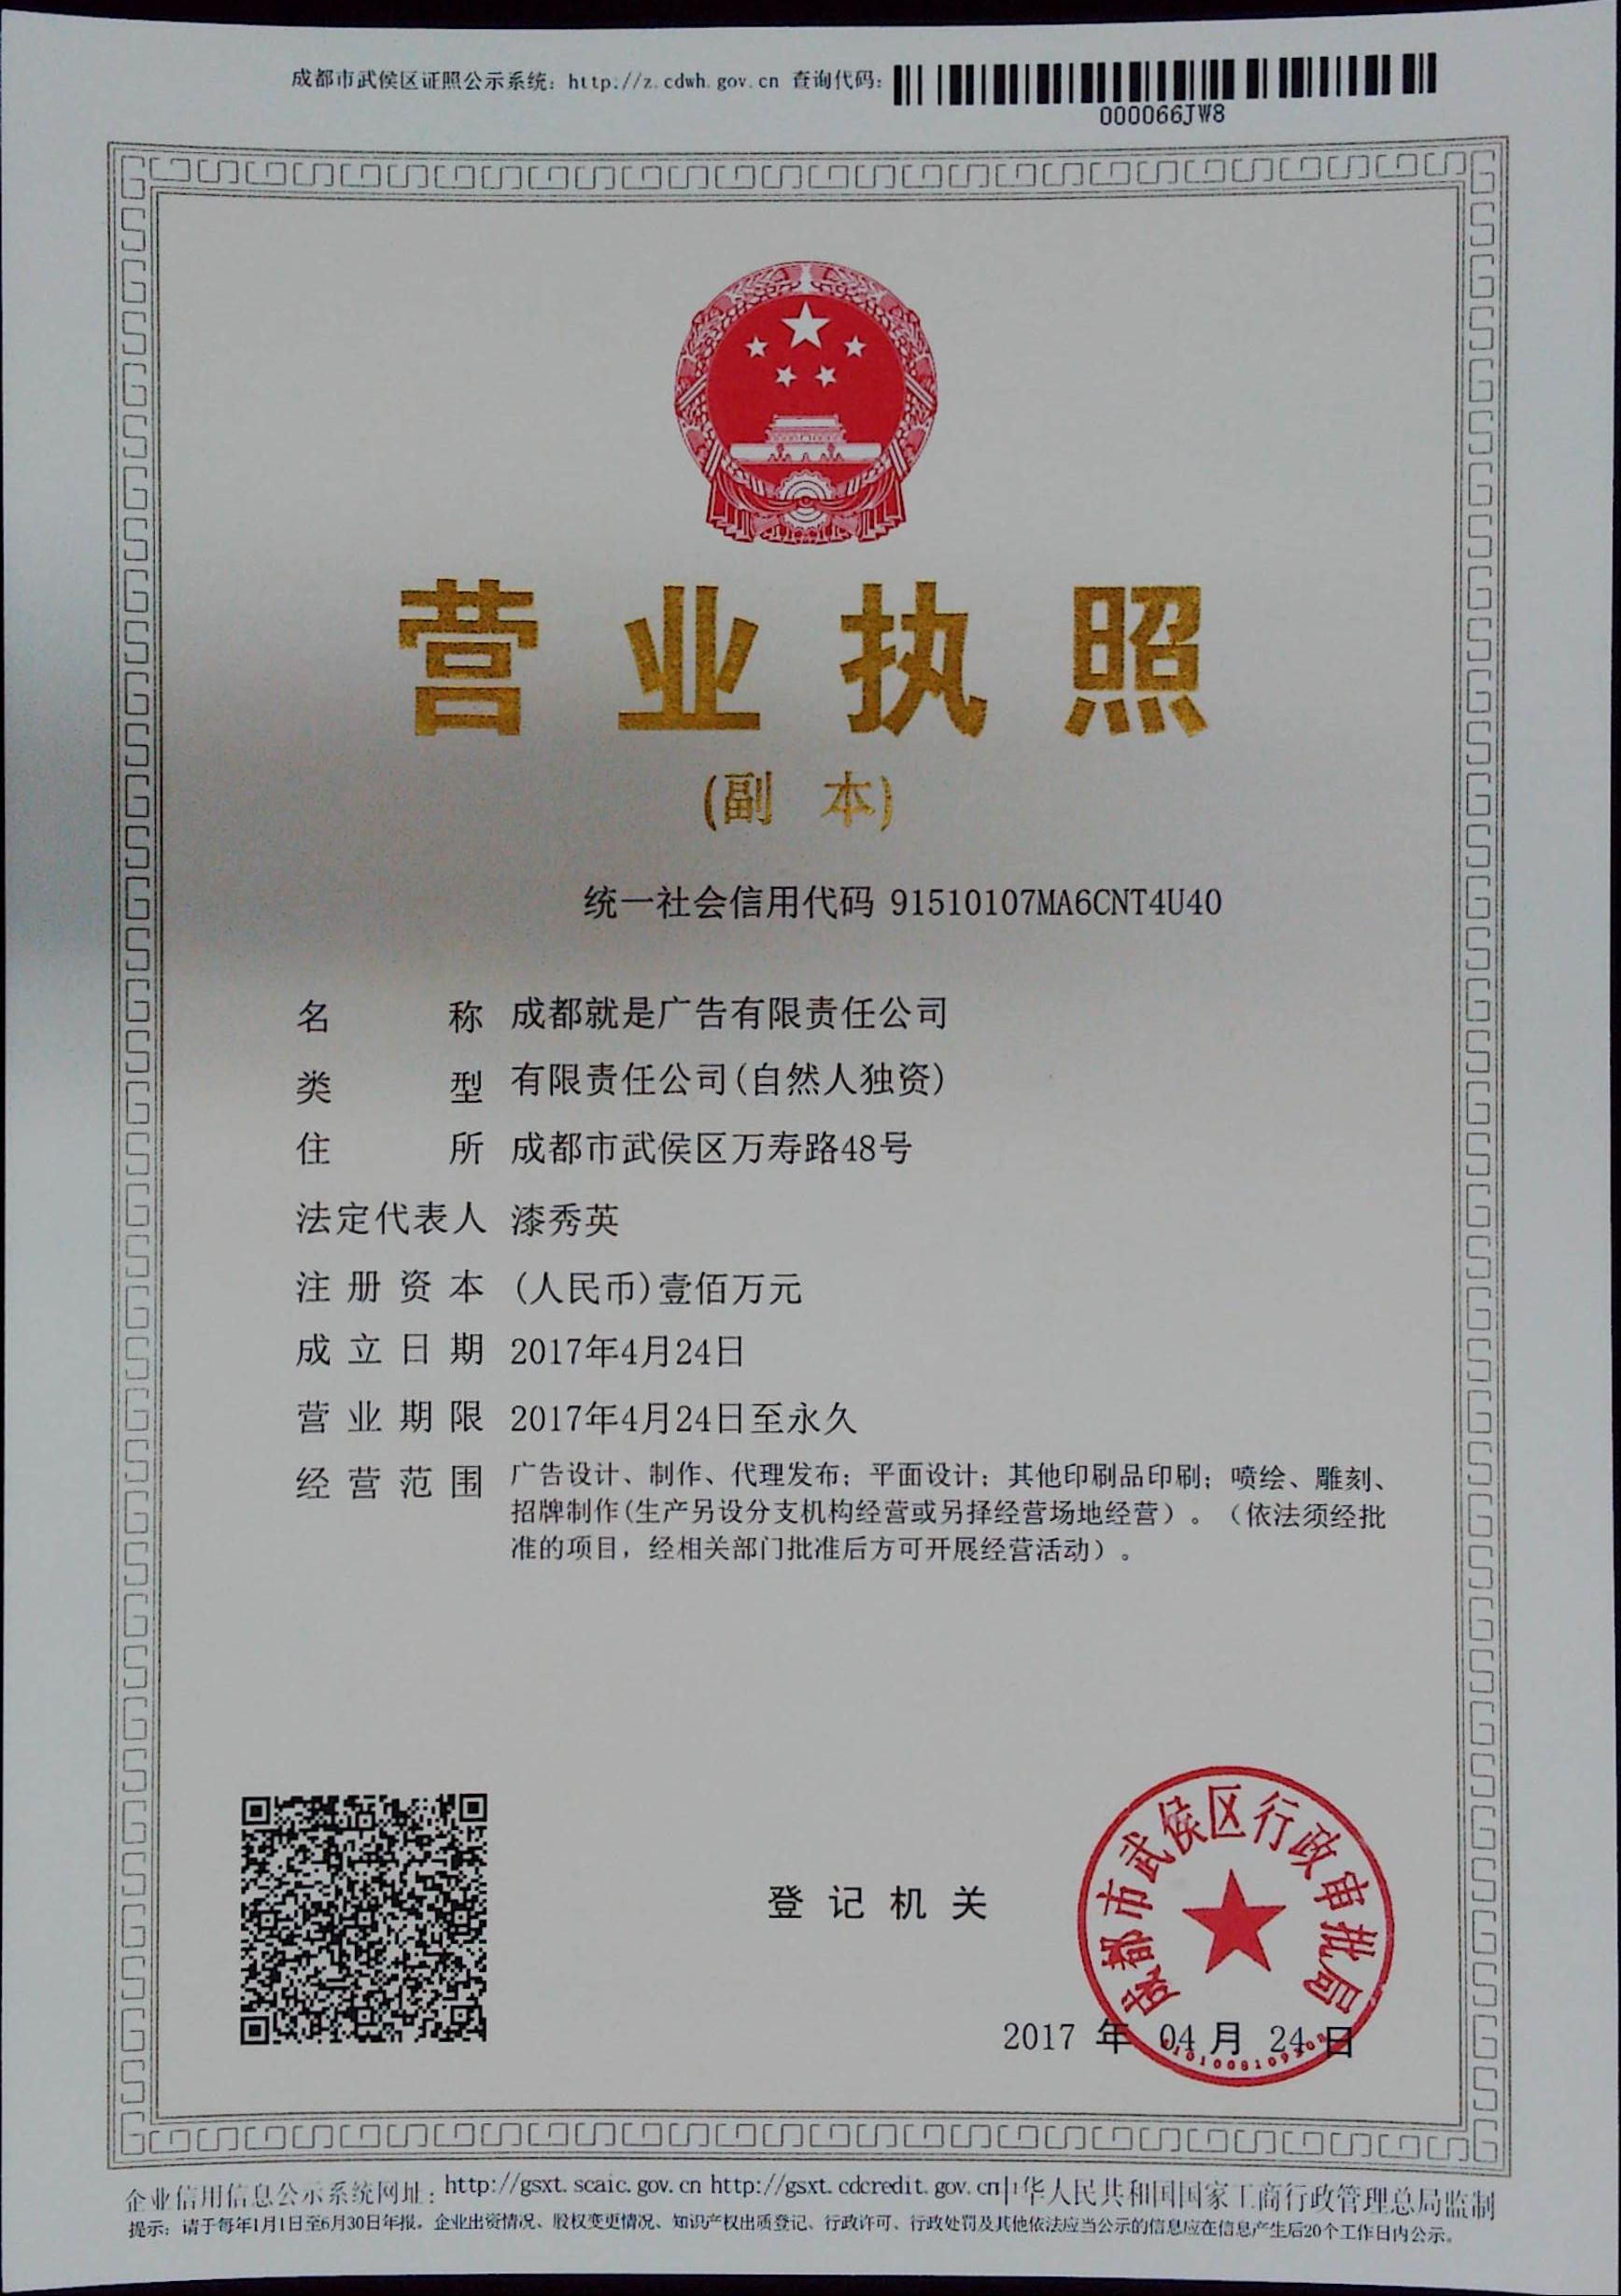 成都市武侯区证照公示系统：http://z.cdwh.gov.cn 查询代码：
000066JW8
营业执照
(副 本)
统一社会信用代码 91510107MA6CNT4U40
名 称 成都就是广告有限责任公司
类 型 有限责任公司(自然人独资)
住 所 成都市武侯区万寿路48号
法定代表人 漆秀英
注册资本 (人民币)壹佰万元
成立日期 2017年4月24日
营业期限 2017年4月24日至永久
经营范围 广告设计、制作、代理发布；平面设计；其他印刷品印刷；喷绘、雕刻、
招牌制作(生产另设分支机构经营或另择经营场地经营）。（依法须经批
准的项目，经相关部门批准后方可开展经营活动）。
成都市武侯区行政审批局
登记机关
2017 年 04 月 24 日
企业信用信息公示系统网址：http://gsxt.scaic.gov.cn http://gsxt.cdcredit.gov.cn中华人民共和国国家工商行政管理总局监制
提示：请于每年1月1日至6月30日年报。企业出资情况、股权变更情况、知识产权出质登记、行政许可、行政处罚及其他依法应当公示的信息应在信息产生后20个工作日内公示。